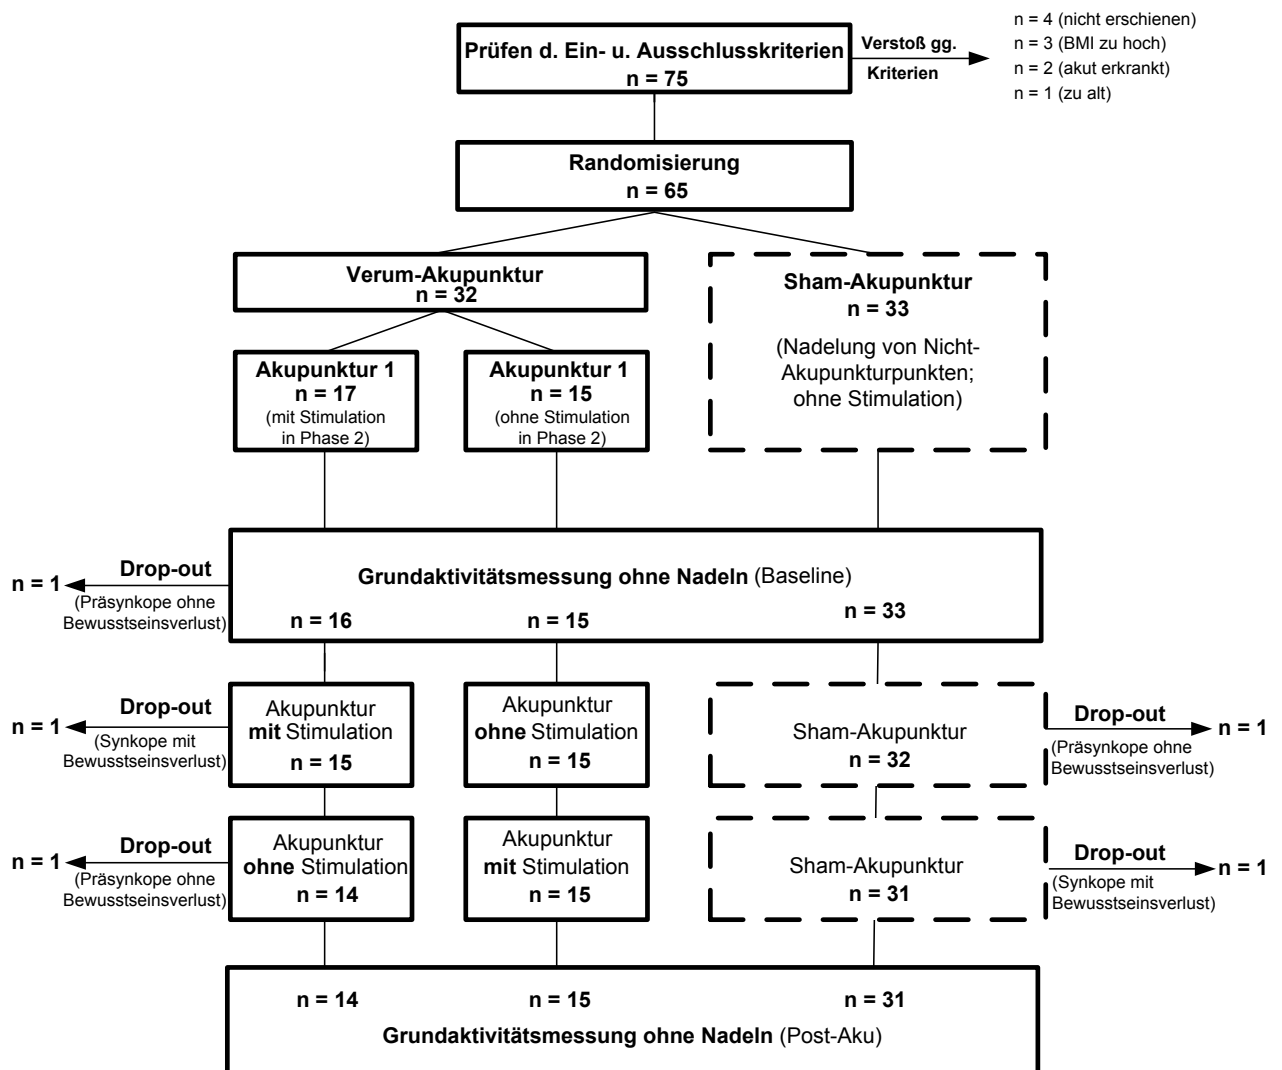 Prüfen d. Ein- u. Ausschlusskriterien
n = 75
Verstoß gg.
Kriterien
n = 4 (nicht erschienen)
n = 3 (BMI zu hoch)
n = 2 (akut erkrankt)
n = 1 (zu alt)
Randomisierung
n = 65
Verum-Akupunktur
n = 32
Sham-Akupunktur
n = 33
(Nadelung von Nicht-
Akupunkturpunkten;
ohne Stimulation)
Akupunktur 1
n = 17
(mit Stimulation
in Phase 2)
Akupunktur 1
n = 15
(ohne Stimulation
in Phase 2)
n = 1
Drop-out
(Präsynkope ohne
Bewusstseinsverlust)
Grundaktivitätsmessung ohne Nadeln (Baseline)
n = 16
n = 15
n = 33
n = 1
Drop-out
(Synkope mit
Bewusstseinsverlust)
Akupunktur
mit Stimulation
n = 15
Akupunktur
ohne Stimulation
n = 15
Sham-Akupunktur
n = 32
Drop-out
(Präsynkope ohne
Bewusstseinsverlust)
n = 1
n = 1
Drop-out
(Präsynkope ohne
Bewusstseinsverlust)
Akupunktur
ohne Stimulation
n = 14
Akupunktur
mit Stimulation
n = 15
Sham-Akupunktur
n = 31
Drop-out
(Synkope mit
Bewusstseinsverlust)
n = 1
n = 14
n = 15
n = 31
Grundaktivitätsmessung ohne Nadeln (Post-Aku)